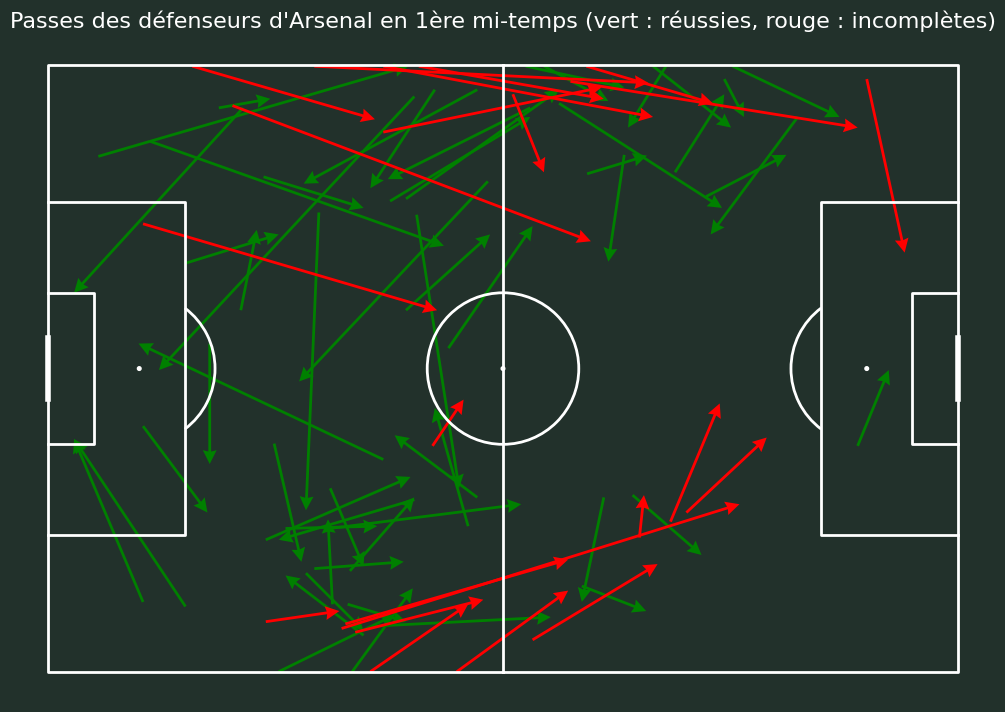 Passes des défenseurs d'Arsenal en 1ère mi-temps (vert : réussies, rouge : incomplètes)